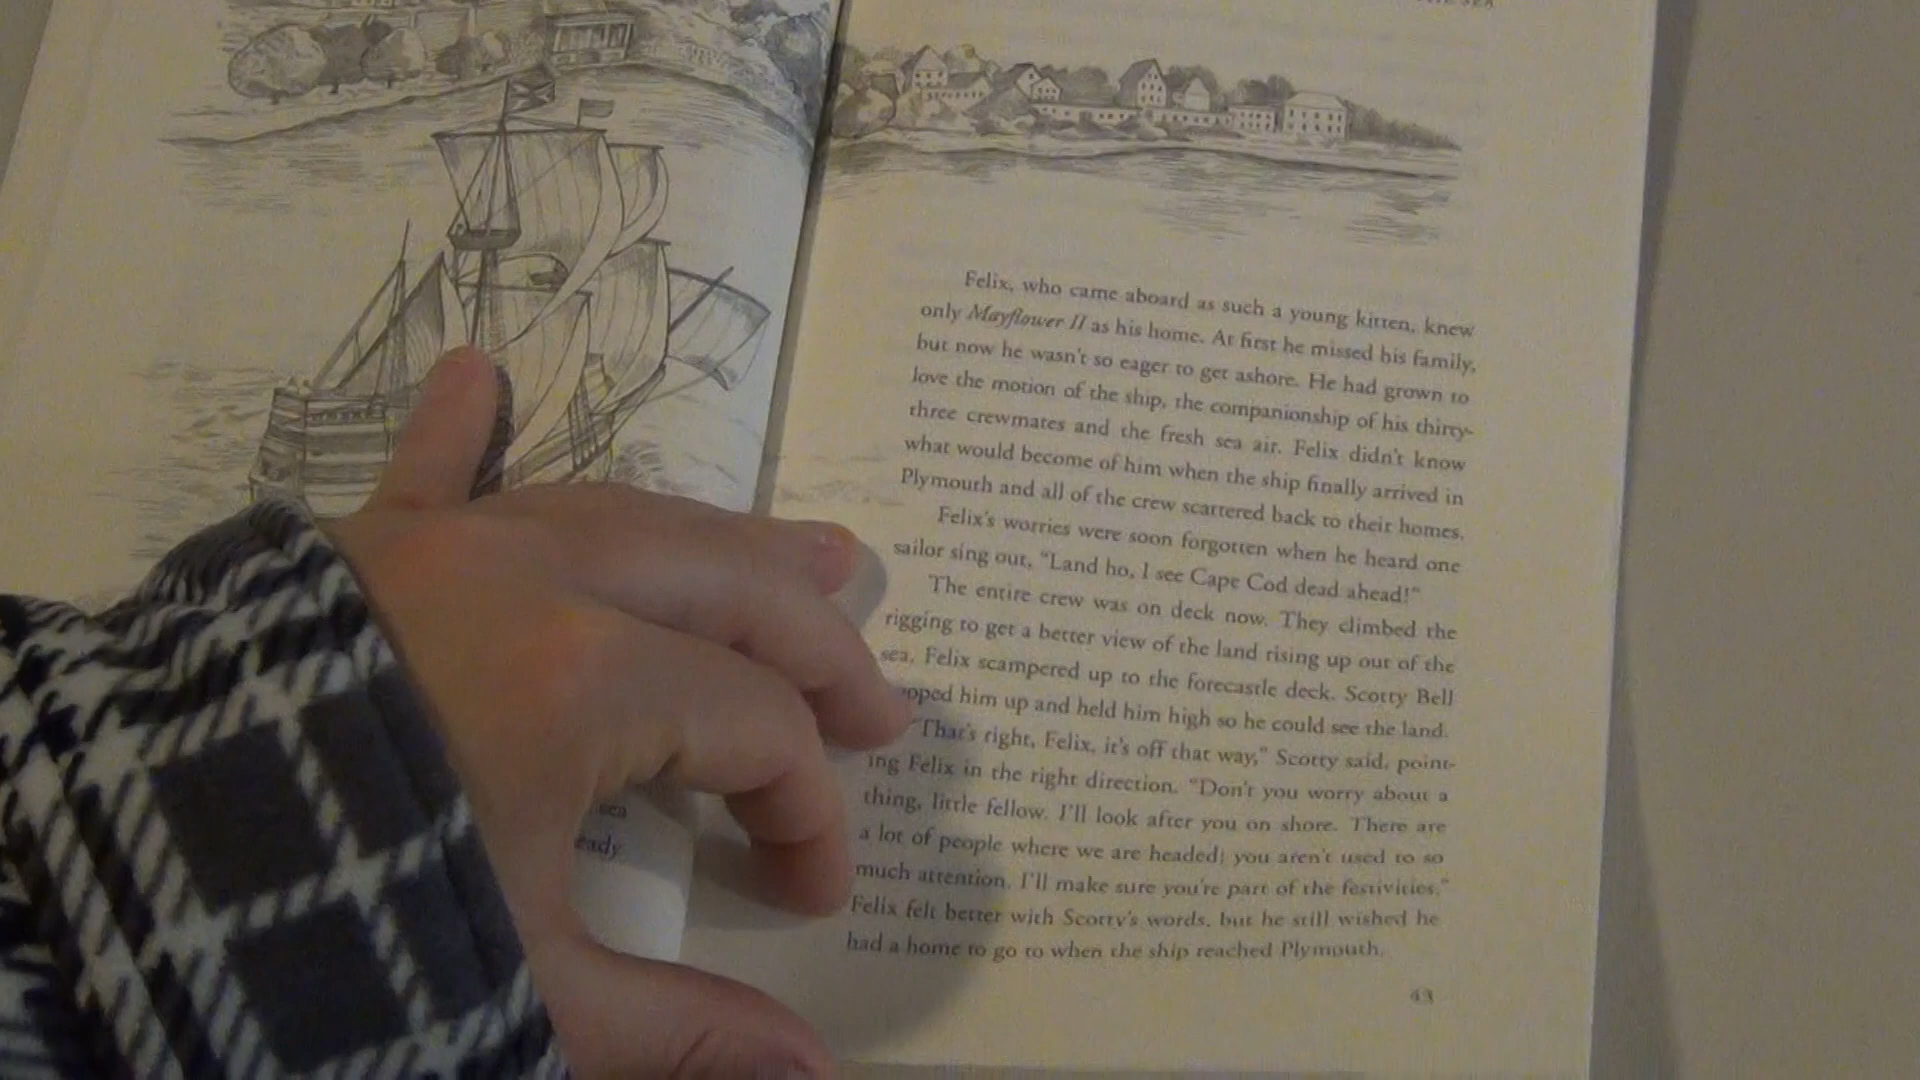 SEA
sea
eady
Felix, who came aboard as such a young kitten, knew
only Mayflower II as his home. At first he missed his family,
but now he wasn't so eager to get ashore. He had grown to
love the motion of the ship, the companionship of his thirty-
three crewmates and the fresh sea air. Felix didn't know
what would become of him when the ship finally arrived in
Plymouth and all of the crew scattered back to their homes.
Felix's worries were soon forgotten when he heard one
sailor sing out, “Land ho, I see Cape Cod dead ahead!”
The entire crew was on deck now. They climbed the
rigging to get a better view of the land rising up out of the
sea. Felix scampered up to the forecastle deck. Scotty Bell
opped him up and held him high so he could see the land.
“That's right, Felix, it's off that way,” Scotty said, point-
ing Felix in the right direction. “Don't you worry about a
thing, little fellow. I'll look after you on shore. There are
a lot of people where we are headed; you aren't used to so
much attention. I'll make sure you're part of the festivities.”
Felix felt better with Scotty's words, but he still wished he
had a home to go to when the ship reached Plymouth.
43